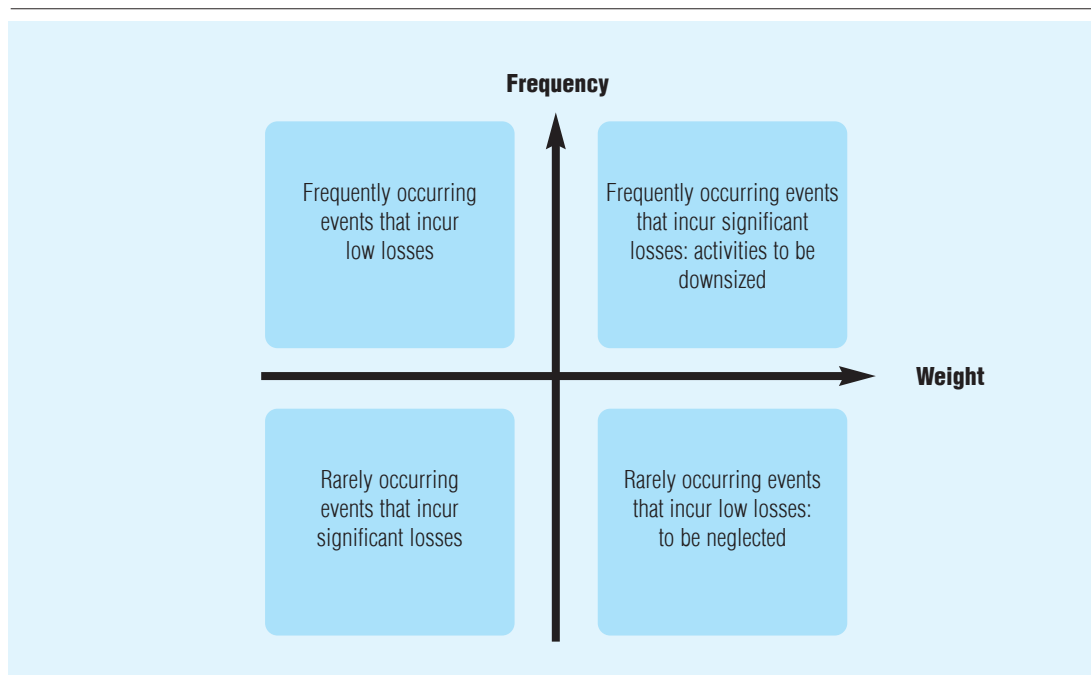 Frequency
Frequently occurring
events that incur
low losses
Frequently occurring events
that incur significant
losses: activities to be
downsized
Weight
Rarely occurring
events that incur
significant losses
Rarely occurring events
that incur low losses:
to be neglected